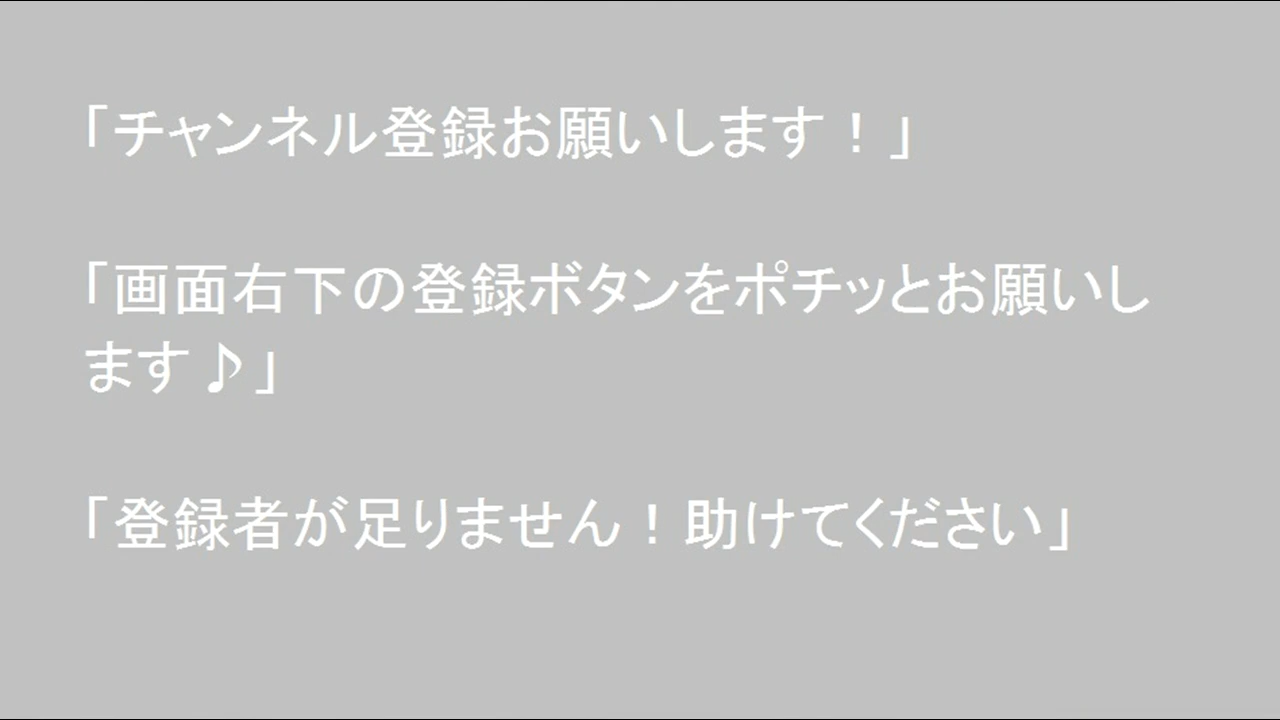 「チャンネル登録お願いします！」
「画面右下の登録ボタンをポチッとお願いし
ます♪」
「登録者が足りません！助けてください」